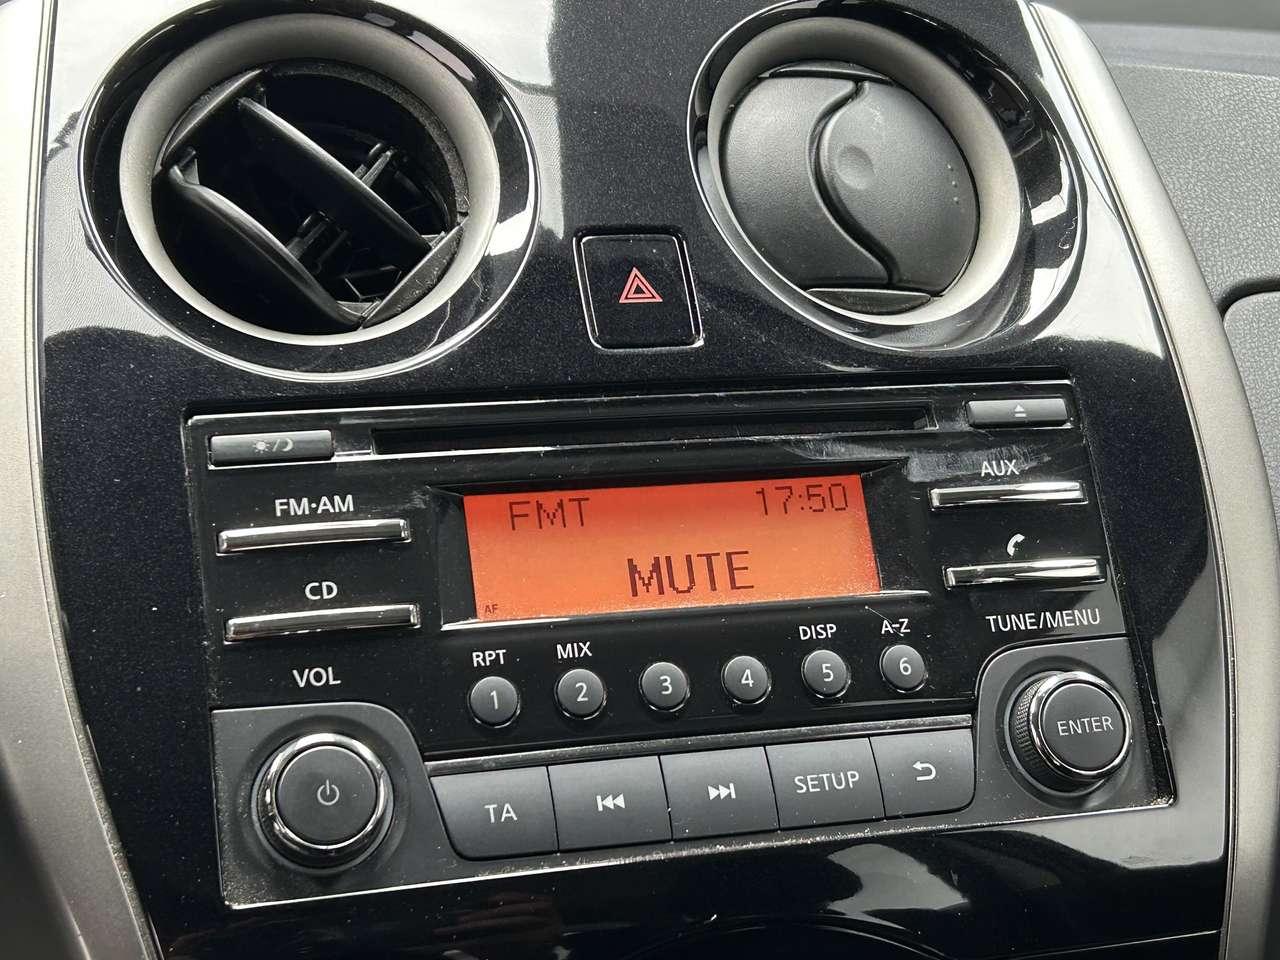 FM·AM
AUX
FMT 17:50
MUTE
AF
CD
VOL
TUNE/MENU
RPT MIX DISP A-Z
1 2 3 4 5 6
ENTER
TA SETUP